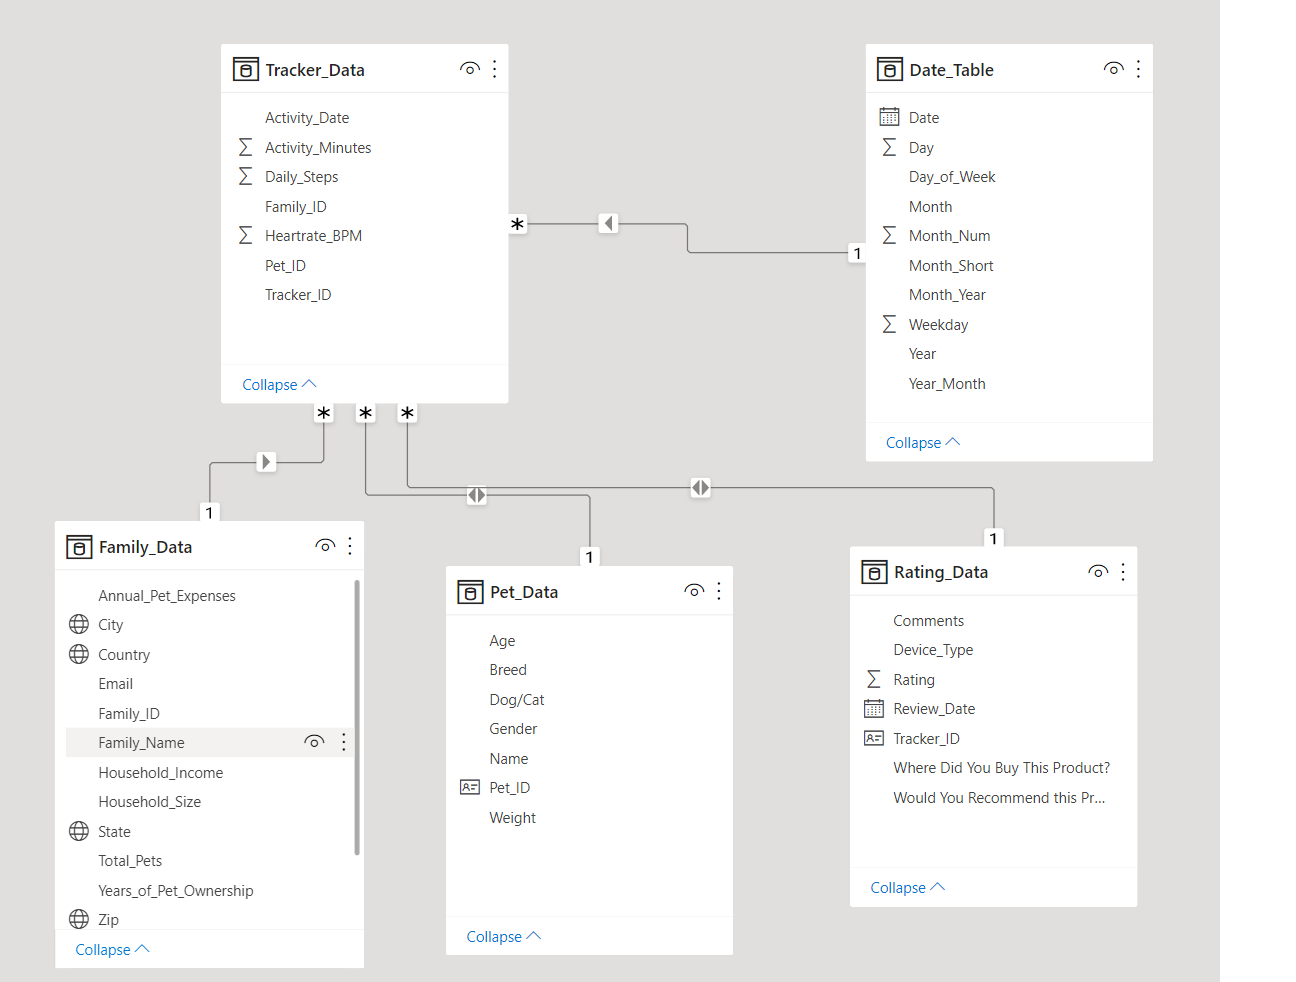 Tracker_Data
Activity_Date
Activity_Minutes
Daily_Steps
Family_ID
Heartrate_BPM
Pet_ID
Tracker_ID
Collapse
Date_Table
Date
Day
Day_of_Week
Month
Month_Num
Month_Short
Month_Year
Weekday
Year
Year_Month
Collapse
*
1
*
*
*
1
1
1
Family_Data
Annual_Pet_Expenses
City
Country
Email
Family_ID
Family_Name
Household_Income
Household_Size
State
Total_Pets
Years_of_Pet_Ownership
Zip
Collapse
Pet_Data
Age
Breed
Dog/Cat
Gender
Name
Pet_ID
Weight
Collapse
Rating_Data
Comments
Device_Type
Rating
Review_Date
Tracker_ID
Where Did You Buy This Product?
Would You Recommend this Pr...
Collapse